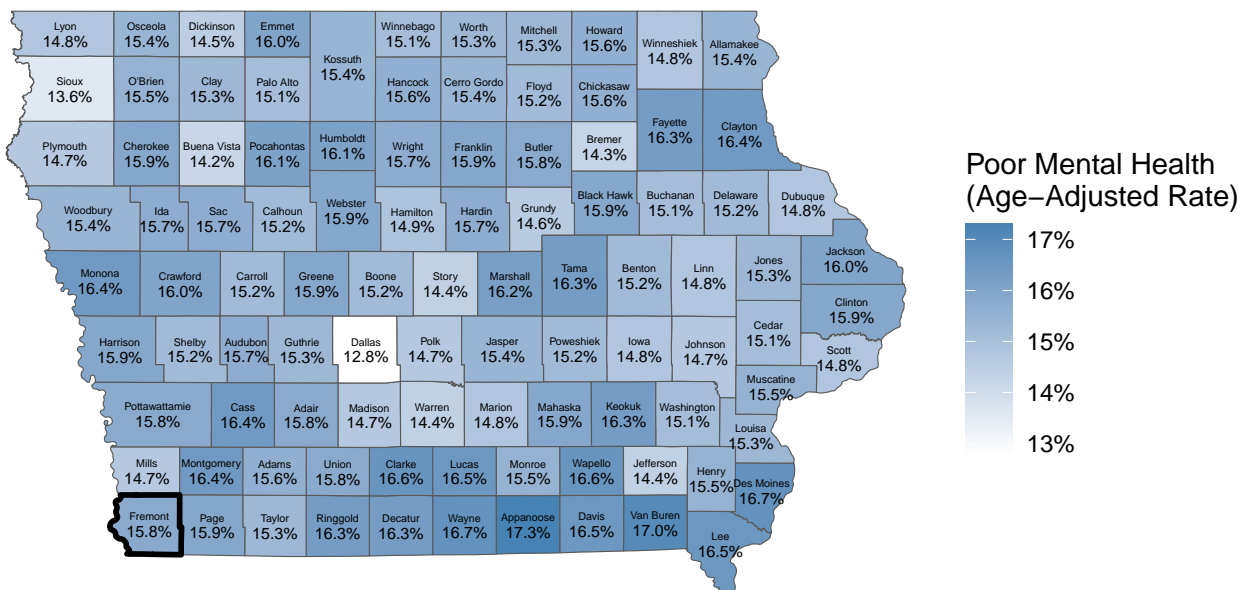 Lyon
14.8%
Osceola
15.4%
Dickinson
14.5%
Emmet
16.0%
Kossuth
15.4%
Winnebago
15.1%
Worth
15.3%
Mitchell
15.3%
Howard
15.6%
Winneshiek
14.8%
Allamakee
15.4%
Sioux
13.6%
O'Brien
15.5%
Clay
15.3%
Palo Alto
15.1%
Hancock
15.6%
Cerro Gordo
15.4%
Floyd
15.2%
Chickasaw
15.6%
Fayette
16.3%
Clayton
16.4%
Plymouth
14.7%
Cherokee
15.9%
Buena Vista
14.2%
Pocahontas
16.1%
Humboldt
16.1%
Wright
15.7%
Franklin
15.9%
Butler
15.8%
Bremer
14.3%
Woodbury
15.4%
Ida
15.7%
Sac
15.7%
Calhoun
15.2%
Webster
15.9%
Hamilton
14.9%
Hardin
15.7%
Grundy
14.6%
Black Hawk
15.9%
Buchanan
15.1%
Delaware
15.2%
Dubuque
14.8%
Monona
16.4%
Crawford
16.0%
Carroll
15.2%
Greene
15.9%
Boone
15.2%
Story
14.4%
Marshall
16.2%
Tama
16.3%
Benton
15.2%
Linn
14.8%
Jones
15.3%
Jackson
16.0%
Clinton
15.9%
Harrison
15.9%
Shelby
15.2%
Audubon
15.7%
Guthrie
15.3%
Dallas
12.8%
Polk
14.7%
Jasper
15.4%
Poweshiek
15.2%
Iowa
14.8%
Johnson
14.7%
Cedar
15.1%
Scott
14.8%
Muscatine
15.5%
Pottawattamie
15.8%
Cass
16.4%
Adair
15.8%
Madison
14.7%
Warren
14.4%
Marion
14.8%
Mahaska
15.9%
Keokuk
16.3%
Washington
15.1%
Louisa
15.3%
Mills
14.7%
Montgomery
16.4%
Adams
15.6%
Union
15.8%
Clarke
16.6%
Lucas
16.5%
Monroe
15.5%
Wapello
16.6%
Jefferson
14.4%
Henry
15.5%
Des Moines
16.7%
Fremont
15.8%
Page
15.9%
Taylor
15.3%
Ringgold
16.3%
Decatur
16.3%
Wayne
16.7%
Appanoose
17.3%
Davis
16.5%
Van Buren
17.0%
Lee
16.5%
Poor Mental Health
(Age−Adjusted Rate)
17%
16%
15%
14%
13%